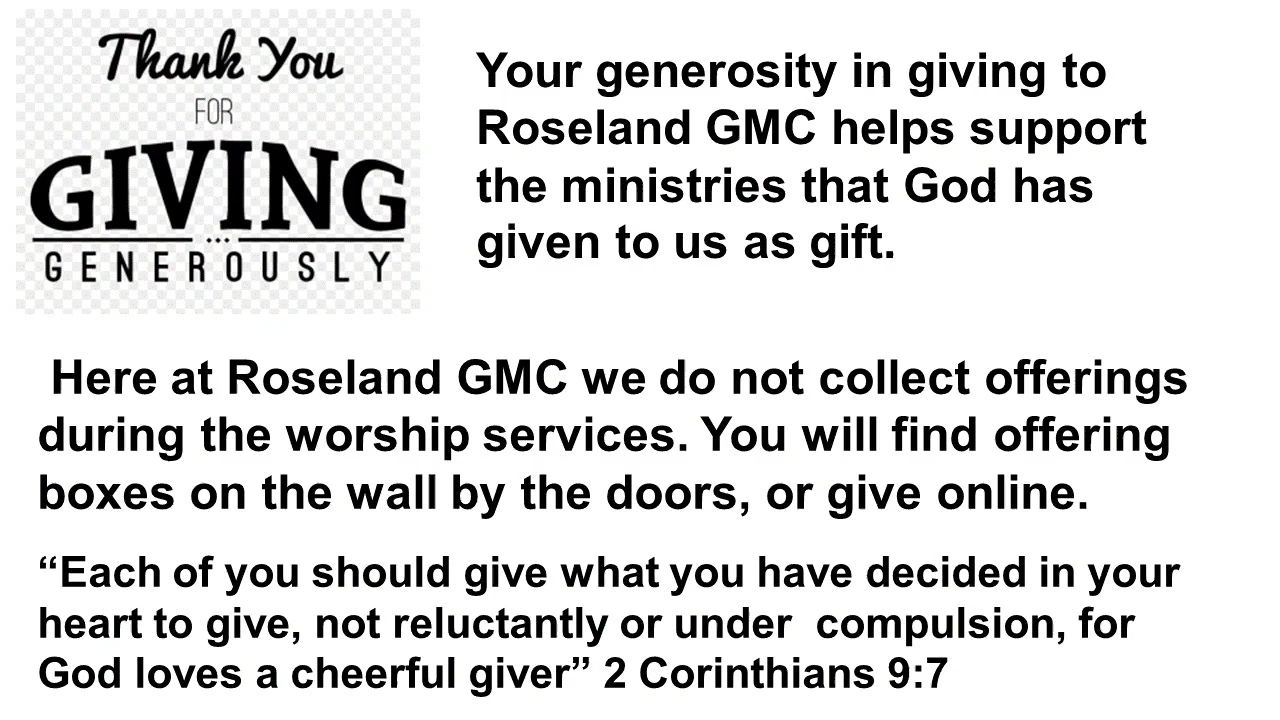 Thank You
FOR
GIVING
GENEROUSLY
Your generosity in giving to
Roseland GMC helps support
the ministries that God has
given to us as gift.
Here at Roseland GMC we do not collect offerings
during the worship services. You will find offering
boxes on the wall by the doors, or give online.
“Each of you should give what you have decided in your
heart to give, not reluctantly or under  compulsion, for
God loves a cheerful giver” 2 Corinthians 9:7